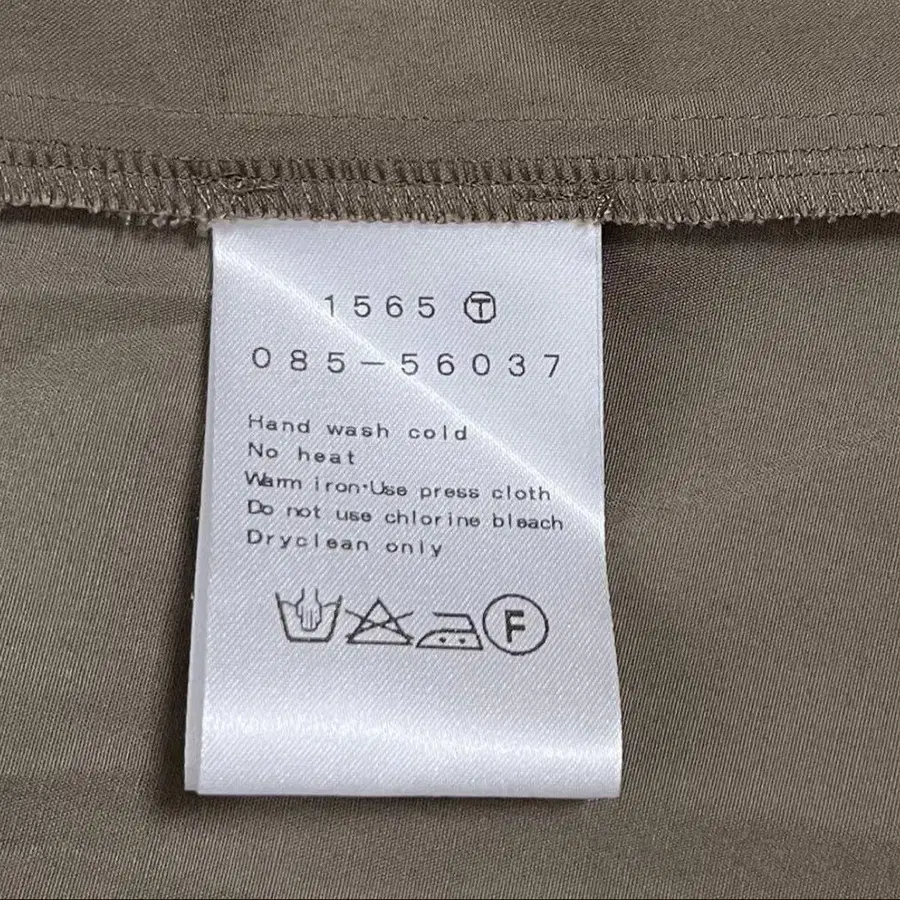 1565 Ⓣ
085-56037
Hand wash cold
No heat
Warm iron·Use press cloth
Do not use chlorine bleach
Dryclean only
F